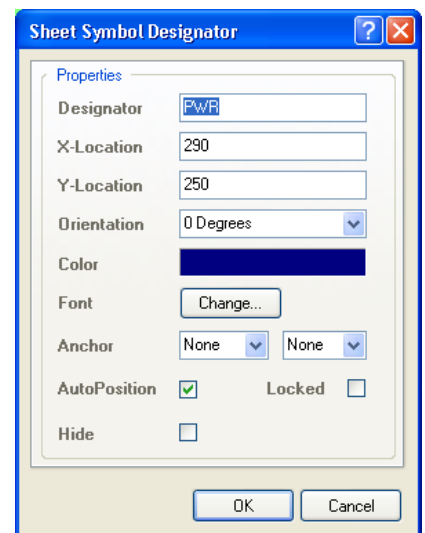 Sheet Symbol Designator
Properties
Designator PWR
X-Location 290
Y-Location 250
Orientation 0 Degrees
Color
Font Change...
Anchor None None
AutoPosition Locked
Hide
OK Cancel